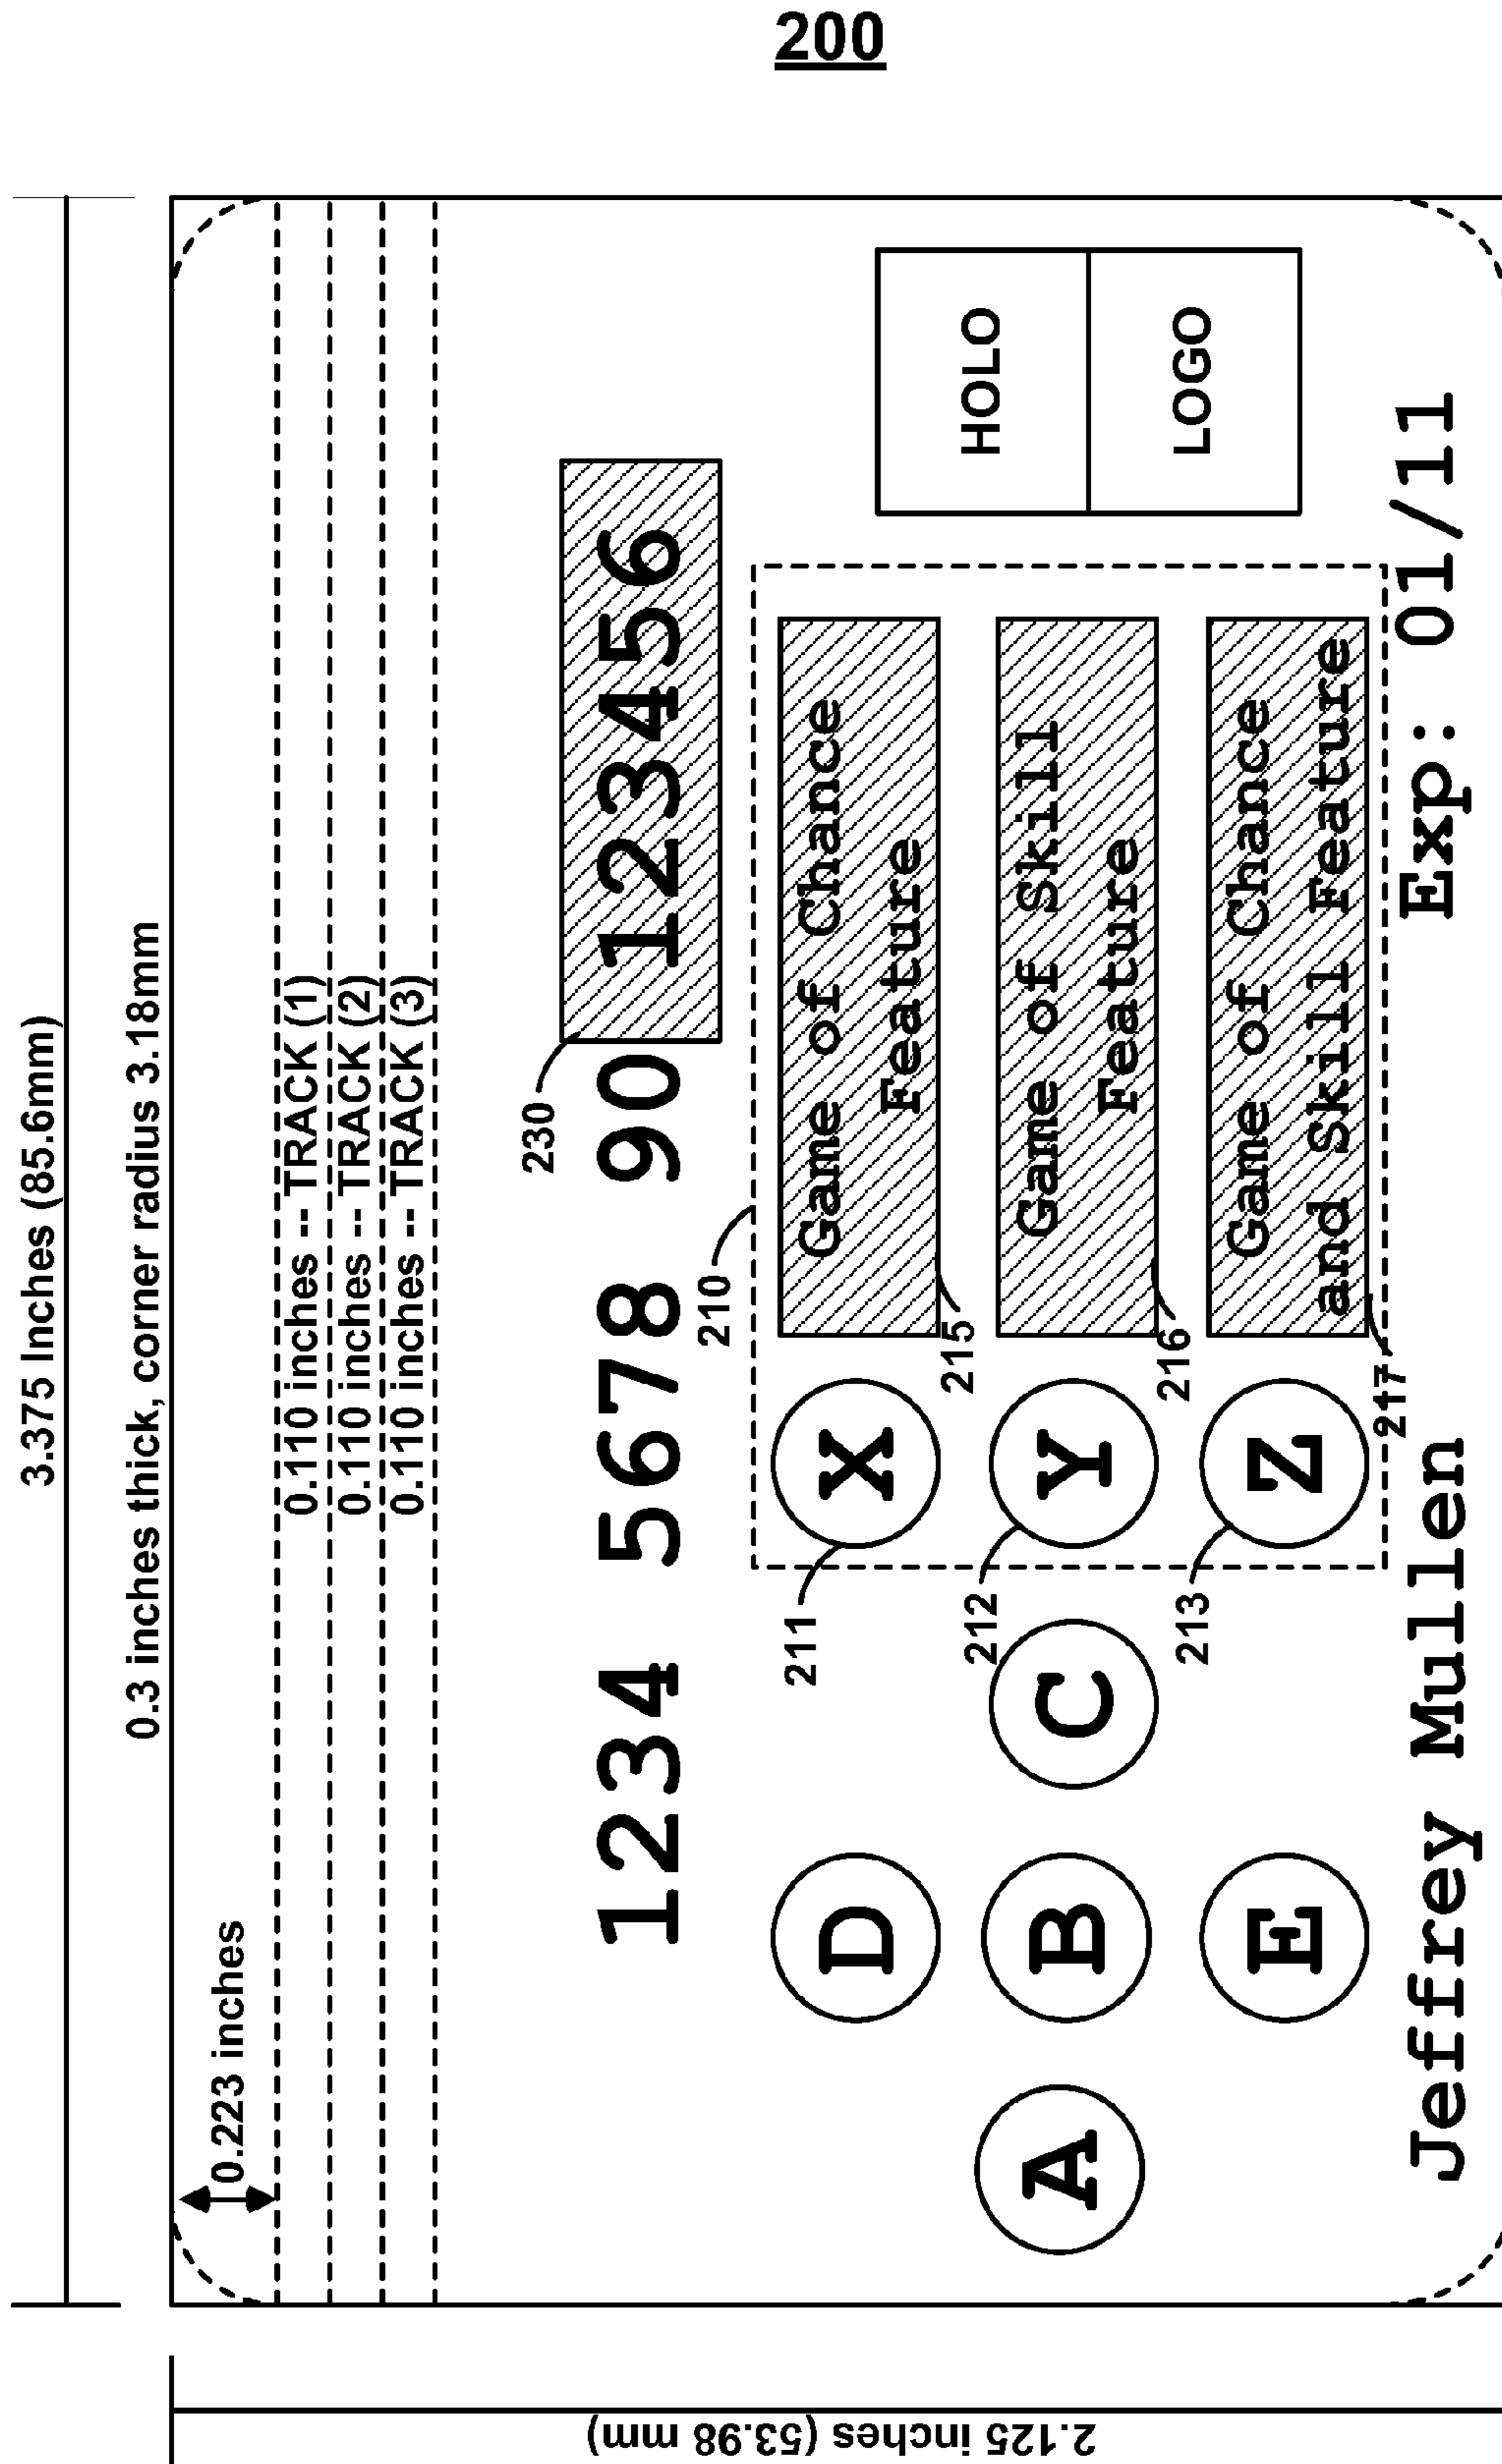 200
3.375 Inches (85.6mm)
0.3 inches thick, corner radius 3.18mm
0.223 inches
0.110 inches -- TRACK (1)
0.110 inches -- TRACK (2)
0.110 inches -- TRACK (3)
230
1234 5678 90 123456
210
D
211
X
Game of Chance
Feature
215
HOLO
A
B
C
212
Y
Game of Skill
Feature
216
LOGO
E
213
Z
Game of Chance
and Skill Feature
217
Jeffrey Mullen
Exp: 01/11
2.125 inches (53.98 mm)